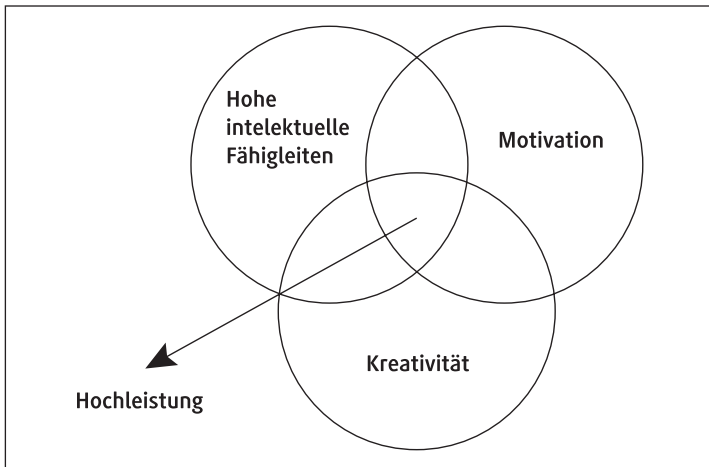 Hohe
intelektuelle
Fähigleiten
Motivation
Kreativität
Hochleistung